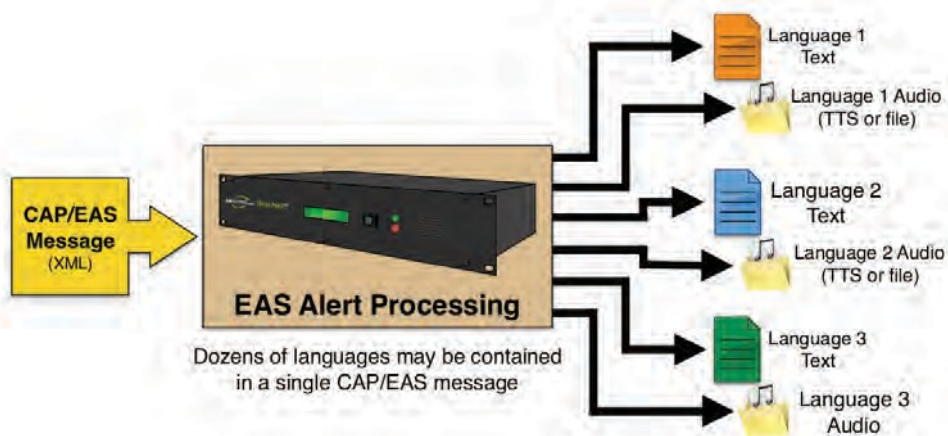 CAP/EAS
Message
(XML)
EAS Alert Processing
Dozens of languages may be contained
in a single CAP/EAS message
Language 1
Text
Language 1 Audio
(TTS or file)
Language 2
Text
Language 2 Audio
(TTS or file)
Language 3
Text
Language 3
Audio